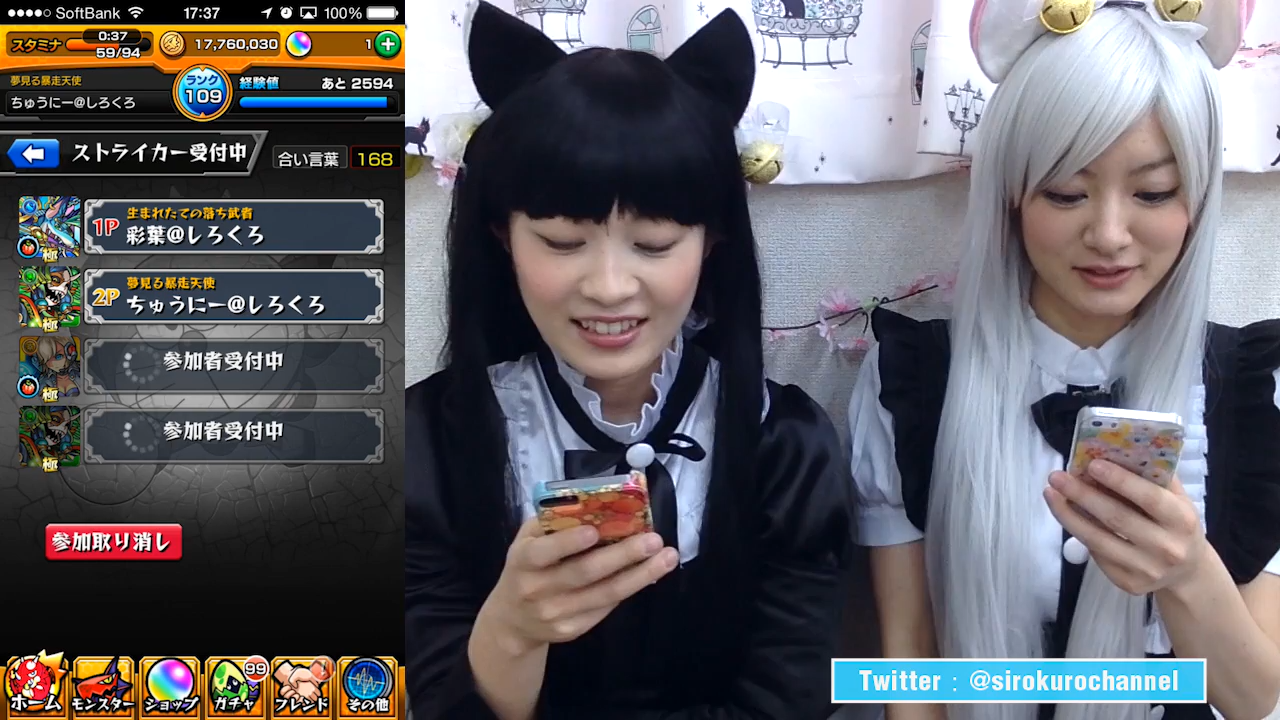 SoftBank 17:37 100%
スタミナ 0:37 59/94 17,760,030 1
夢見る暴走天使
ちゅうにー@しろくろ
ランク 109
経験値 あと 2594
ストライカー受付中 合い言葉 168
1P 生まれたての落ち武者
彩葉@しろくろ
極
2P 夢見る暴走天使
ちゅうにー@しろくろ
極
参加者受付中
極
参加者受付中
極
参加取り消し
99
ホーム モンスター ショップ ガチャ フレンド その他
Twitter : @sirokurochannel